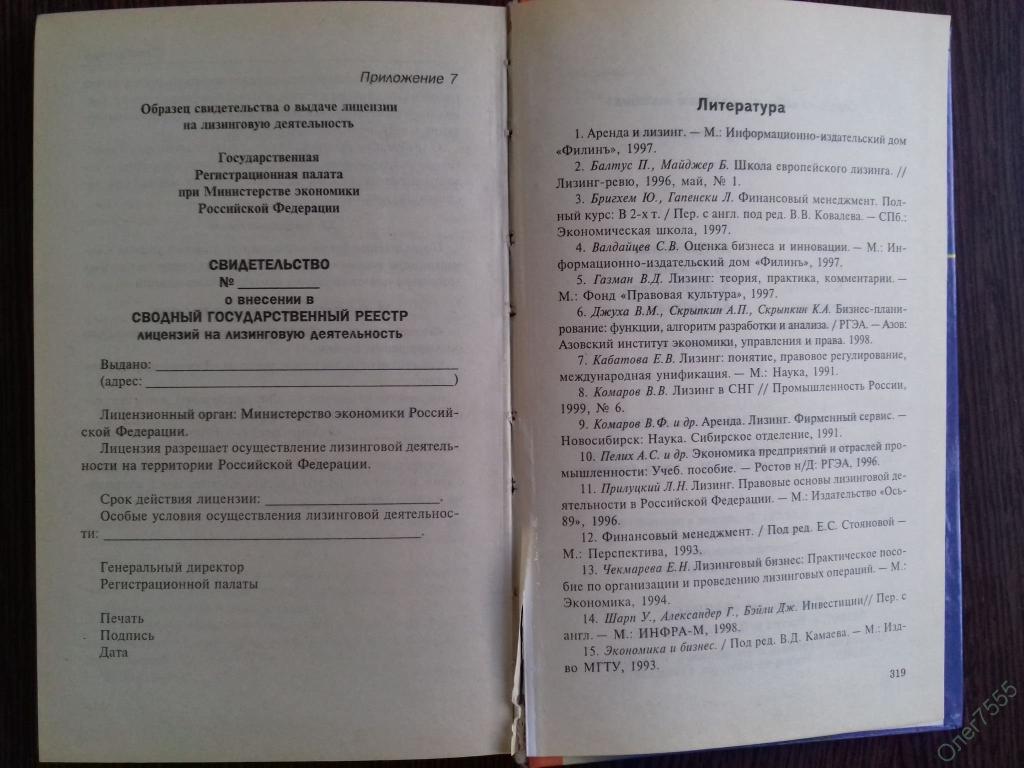 Приложение 7
Образец свидетельства о выдаче лицензии
на лизинговую деятельность
Государственная
Регистрационная палата
при Министерстве экономики
Российской Федерации
СВИДЕТЕЛЬСТВО
№ ____________
о внесении в
СВОДНЫЙ ГОСУДАРСТВЕННЫЙ РЕЕСТР
лицензий на лизинговую деятельность
Выдано: ____________
(адрес: ____________)
Лицензионный орган: Министерство экономики Россий-
ской Федерации.
Лицензия разрешает осуществление лизинговой деятель-
ности на территории Российской Федерации.
Срок действия лицензии: ____________.
Особые условия осуществления лизинговой деятельнос-
ти: ____________.
Генеральный директор
Регистрационной палаты
Печать
Подпись
Дата
Литература
1. Аренда и лизинг. — М.: Информационно-издательский дом
«Филинъ», 1997.
2. Балтус П., Майджер Б. Школа европейского лизинга. //
Лизинг-ревю, 1996, май, № 1.
3. Бригхем Ю., Гапенски Л. Финансовый менеджмент. Пол-
ный курс: В 2-х т. / Пер. с англ. под ред. В.В. Ковалева. — СПб.:
Экономическая школа, 1997.
4. Валдайцев С.В. Оценка бизнеса и инновации. — М.: Ин-
формационно-издательский дом «Филинъ», 1997.
5. Газман В.Д. Лизинг: теория, практика, комментарии. —
М.: Фонд «Правовая культура», 1997.
6. Джуха В.М., Скрыпкин А.П., Скрыпкин К.А. Бизнес-плани-
рование: функции, алгоритм разработки и анализа. / РГЭА. — Азов:
Азовский институт экономики, управления и права. 1998.
7. Кабатова Е.В. Лизинг: понятие, правовое регулирование,
международная унификация. — М.: Наука, 1991.
8. Комаров В.В. Лизинг в СНГ // Промышленность России,
1999, № 6.
9. Комаров В.Ф. и др. Аренда. Лизинг. Фирменный сервис. —
Новосибирск: Наука. Сибирское отделение, 1991.
10. Пелих А.С. и др. Экономика предприятий и отраслей про-
мышленности: Учеб. пособие. — Ростов н/Д: РГЭА, 1996.
11. Прилуцкий Л.Н. Лизинг. Правовые основы лизинговой де-
ятельности в Российской Федерации. — М.: Издательство «Ось-
89», 1996.
12. Финансовый менеджмент. / Под ред. Е.С. Стояновой —
М.: Перспектива, 1993.
13. Чекмарева Е.Н. Лизинговый бизнес: Практическое посо-
бие по организации и проведению лизинговых операций. — М.:
Экономика, 1994.
14. Шарп У., Александер Г., Бэйли Дж. Инвестиции// Пер. с
англ. — М.: ИНФРА-М, 1998.
15. Экономика и бизнес. / Под ред. В.Д. Камаева. — М.: Изд-
во МГТУ, 1993.
319
Олег7555